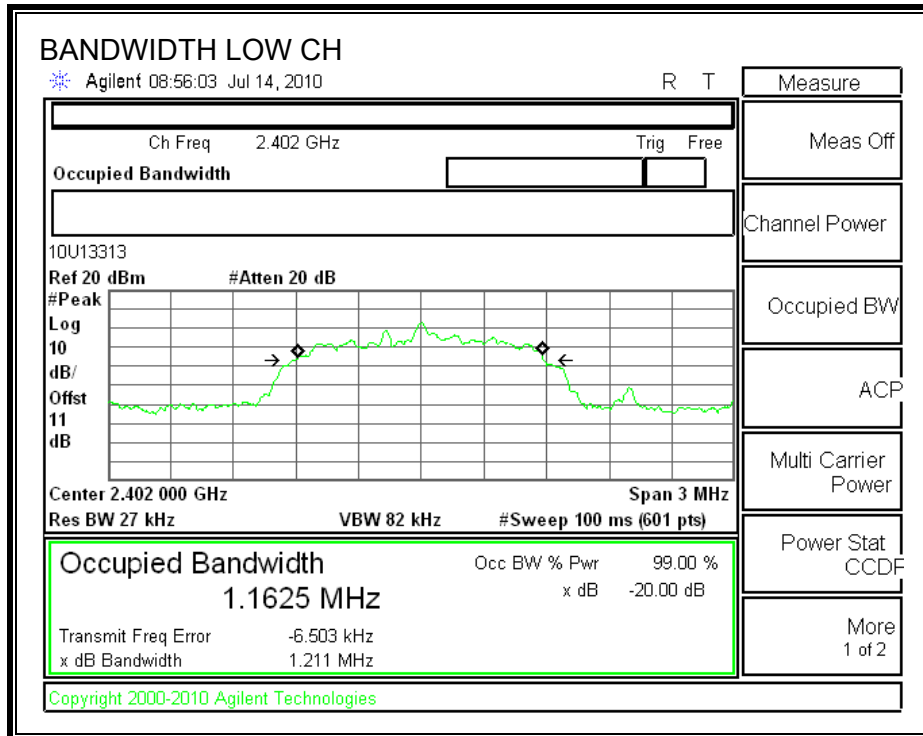 BANDWIDTH LOW CH
Agilent 08:56:03 Jul 14, 2010 R T
Measure
Ch Freq 2.402 GHz Trig Free
Occupied Bandwidth
10U13313
Ref 20 dBm #Atten 20 dB
#Peak
Log
10
dB/
Offst
11
dB
Center 2.402 000 GHz Span 3 MHz
Res BW 27 kHz VBW 82 kHz #Sweep 100 ms (601 pts)
Occupied Bandwidth Occ BW % Pwr 99.00 %
1.1625 MHz x dB -20.00 dB
Transmit Freq Error -6.503 kHz
x dB Bandwidth 1.211 MHz
Copyright 2000-2010 Agilent Technologies
Meas Off
Channel Power
Occupied BW
ACP
Multi Carrier
Power
Power Stat
CCDF
More
1 of 2